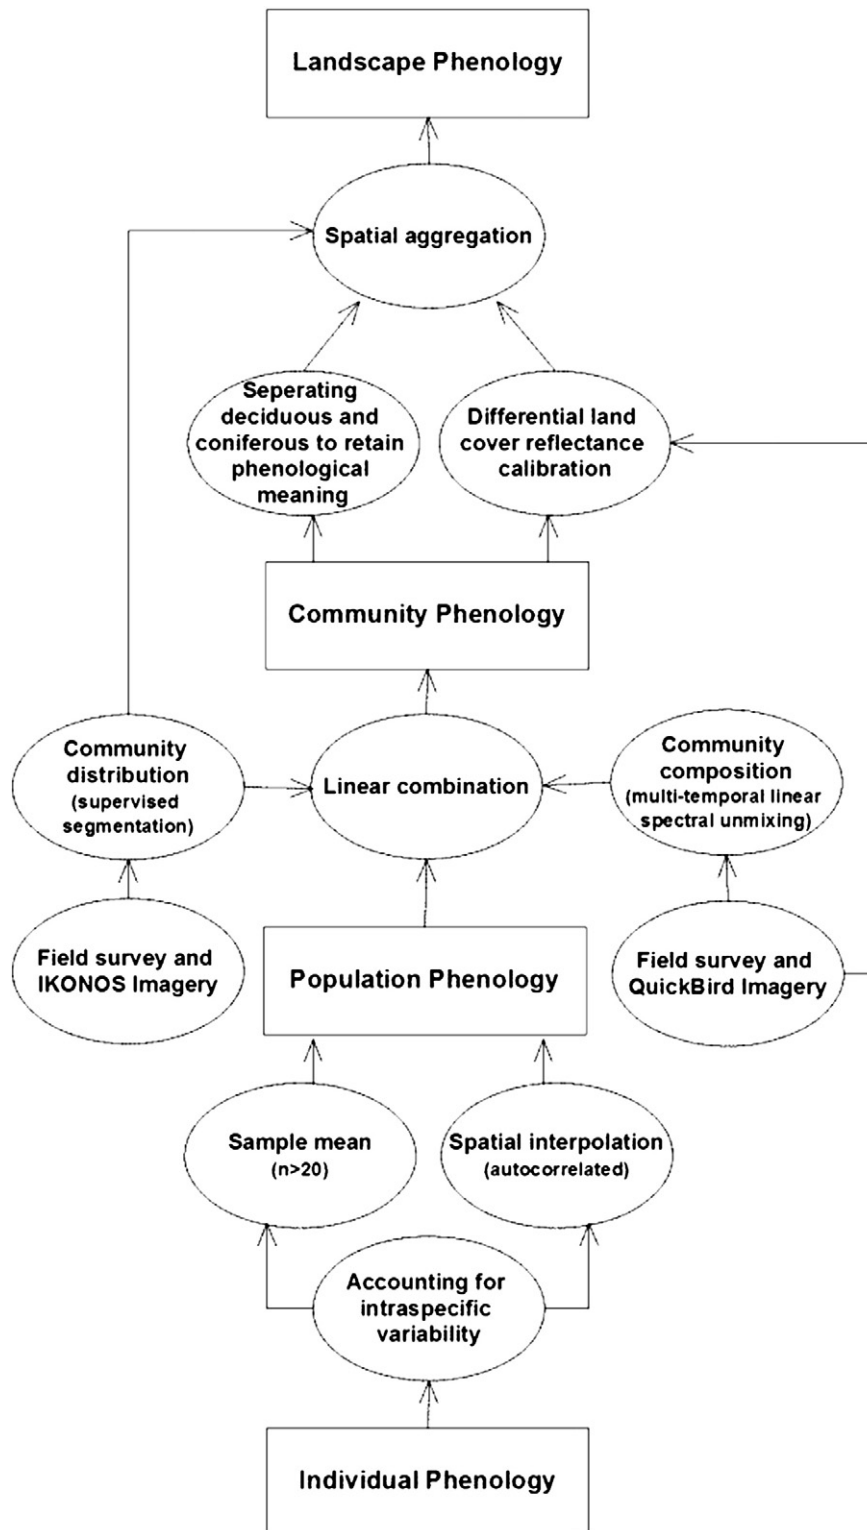 Landscape Phenology
Spatial aggregation
Seperating
deciduous and
coniferous to retain
phenological
meaning
Differential land
cover reflectance
calibration
Community Phenology
Community
distribution
(supervised
segmentation)
Linear combination
Community
composition
(multi-temporal linear
spectral unmixing)
Field survey and
IKONOS Imagery
Population Phenology
Field survey and
QuickBird Imagery
Sample mean
(n>20)
Spatial interpolation
(autocorrelated)
Accounting for
intraspecific
variability
Individual Phenology